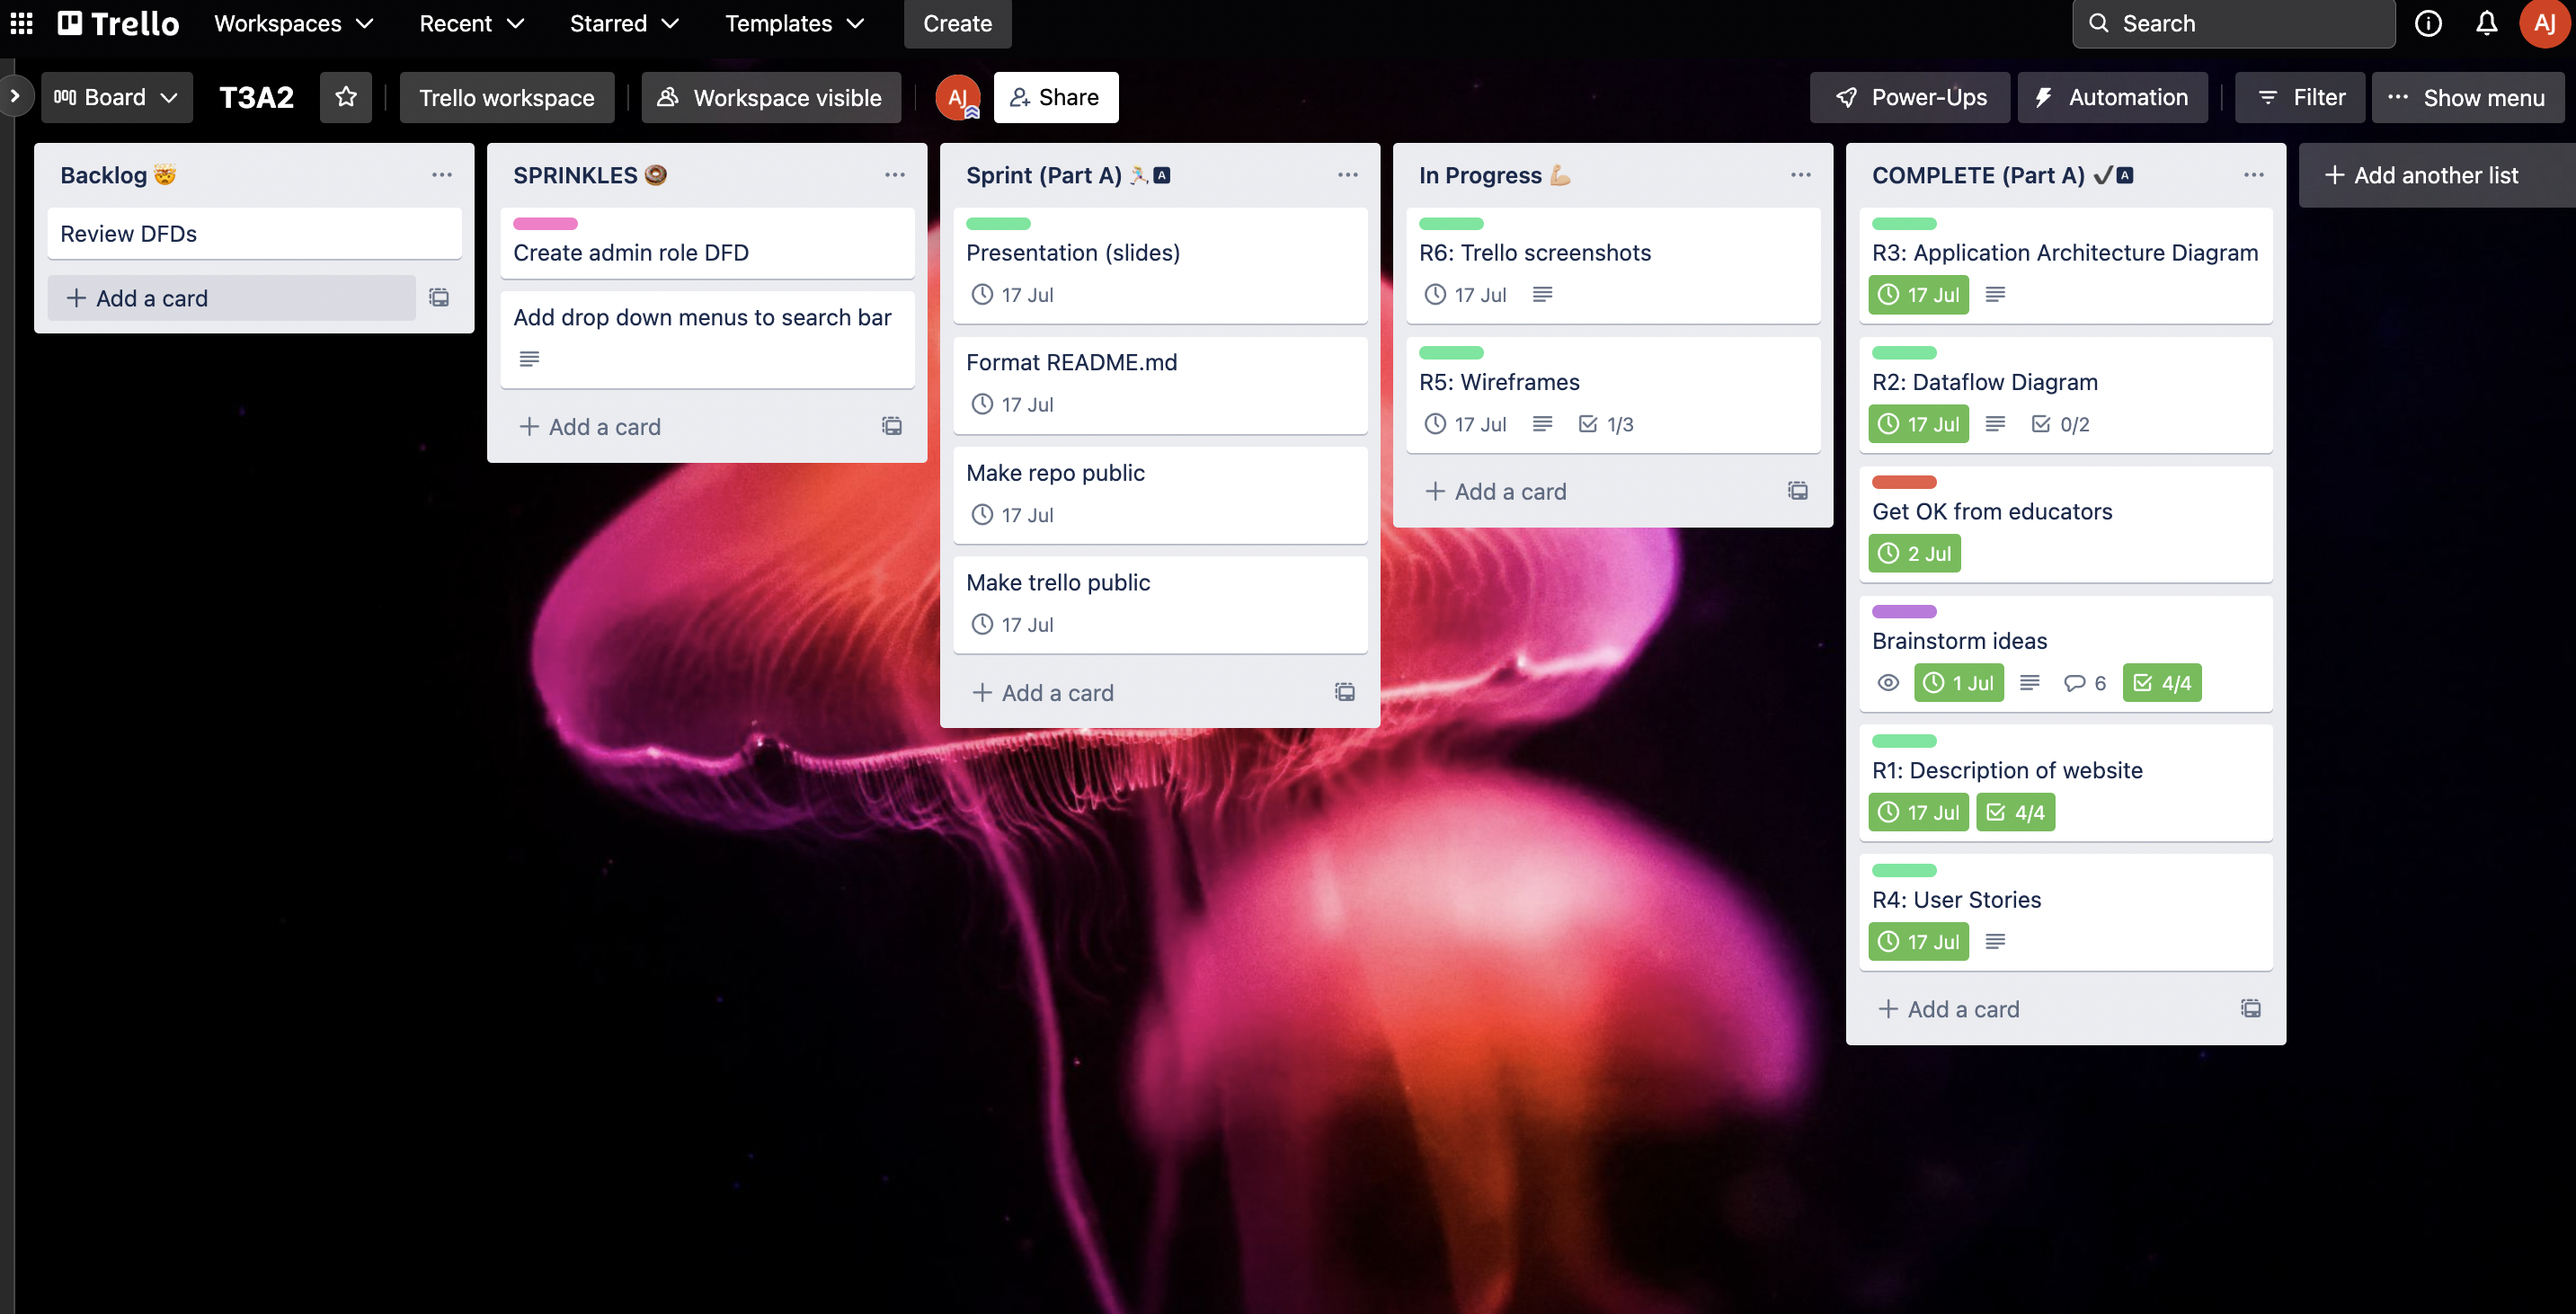 Trello
Workspaces
Recent
Starred
Templates
Create
Search
AJ
Board
T3A2
Trello workspace
Workspace visible
AJ
Share
Power-Ups
Automation
Filter
Show menu
Backlog 🤯
Review DFDs
Add a card
SPRINKLES 🍩
Create admin role DFD
Add drop down menus to search bar
Add a card
Sprint (Part A) 🏃🏻‍♀️🅰
Presentation (slides)
17 Jul
Format README.md
17 Jul
Make repo public
17 Jul
Make trello public
17 Jul
Add a card
In Progress 💪🏼
R6: Trello screenshots
17 Jul
R5: Wireframes
17 Jul 1/3
Add a card
COMPLETE (Part A) ✔🅰
R3: Application Architecture Diagram
17 Jul
R2: Dataflow Diagram
17 Jul 0/2
Get OK from educators
2 Jul
Brainstorm ideas
1 Jul 6 4/4
R1: Description of website
17 Jul 4/4
R4: User Stories
17 Jul
Add a card
Add another list